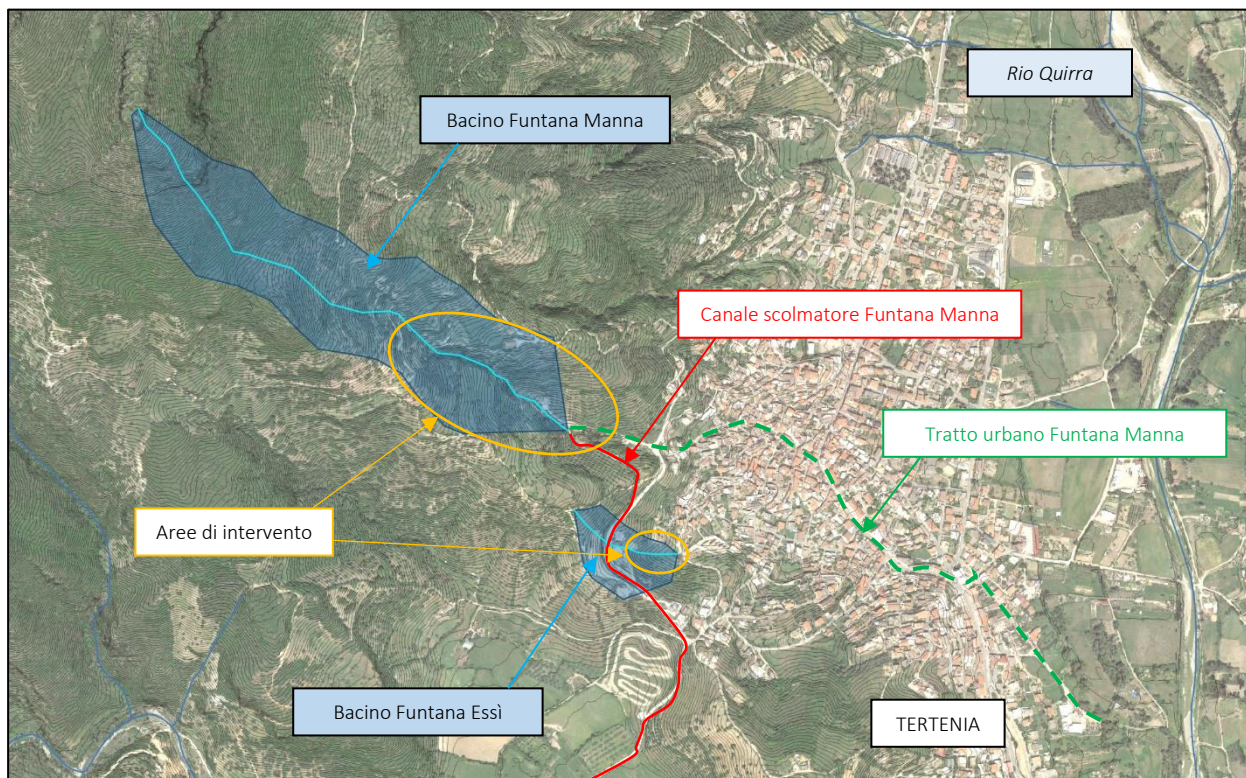 Rio Quirra
Bacino Funtana Manna
Canale scolmatore Funtana Manna
Tratto urbano Funtana Manna
Aree di intervento
Bacino Funtana Essì
TERTENIA